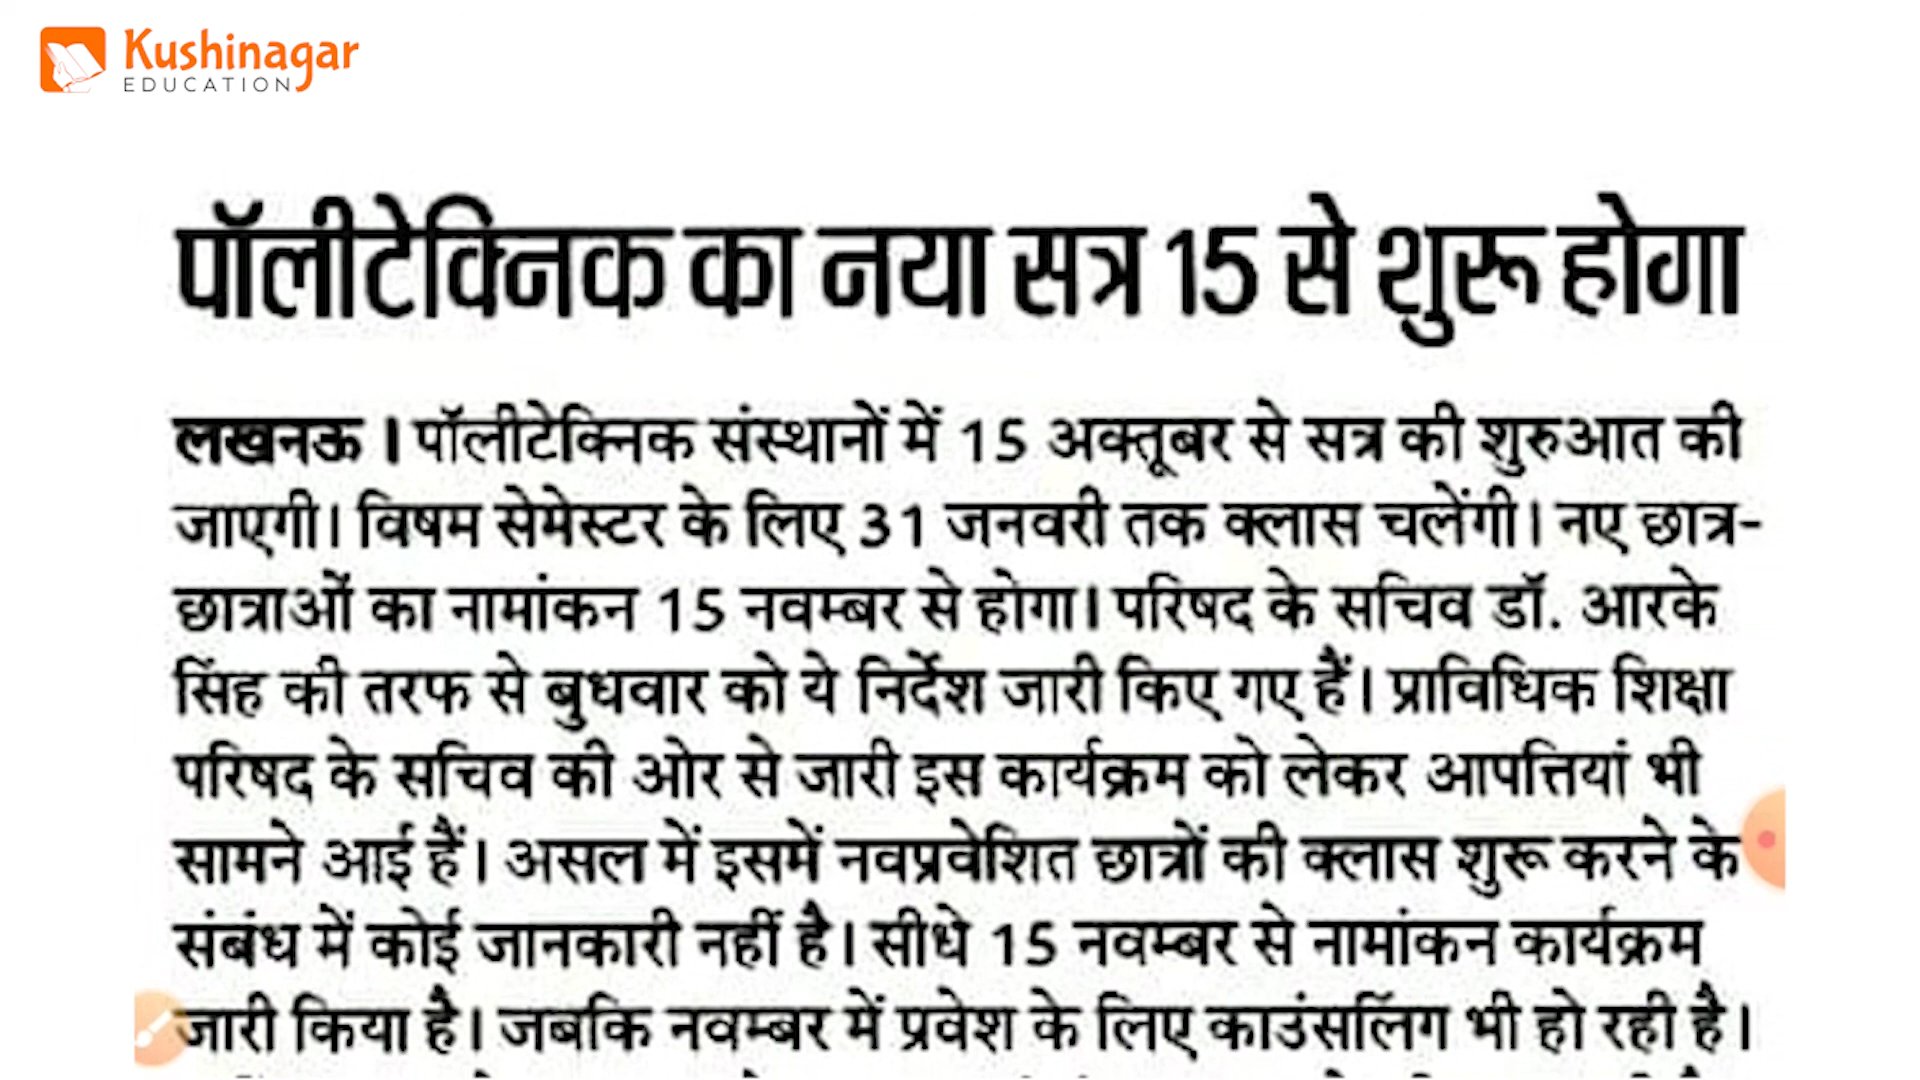 Kushinagar
EDUCATION
पॉलीटेक्निक का नया सत्र 15 से शुरू होगा
लखनऊ। पॉलीटेक्निक संस्थानों में 15 अक्तूबर से सत्र की शुरुआत की
जाएगी। विषम सेमेस्टर के लिए 31 जनवरी तक क्लास चलेंगी। नए छात्र-
छात्राओं का नामांकन 15 नवम्बर से होगा। परिषद के सचिव डॉ. आरके
सिंह की तरफ से बुधवार को ये निर्देश जारी किए गए हैं। प्राविधिक शिक्षा
परिषद के सचिव की ओर से जारी इस कार्यक्रम को लेकर आपत्तियां भी
सामने आई हैं। असल में इसमें नवप्रवेशित छात्रों की क्लास शुरू करने के
संबंध में कोई जानकारी नहीं है। सीधे 15 नवम्बर से नामांकन कार्यक्रम
जारी किया है। जबकि नवम्बर में प्रवेश के लिए काउंसलिंग भी हो रही है।